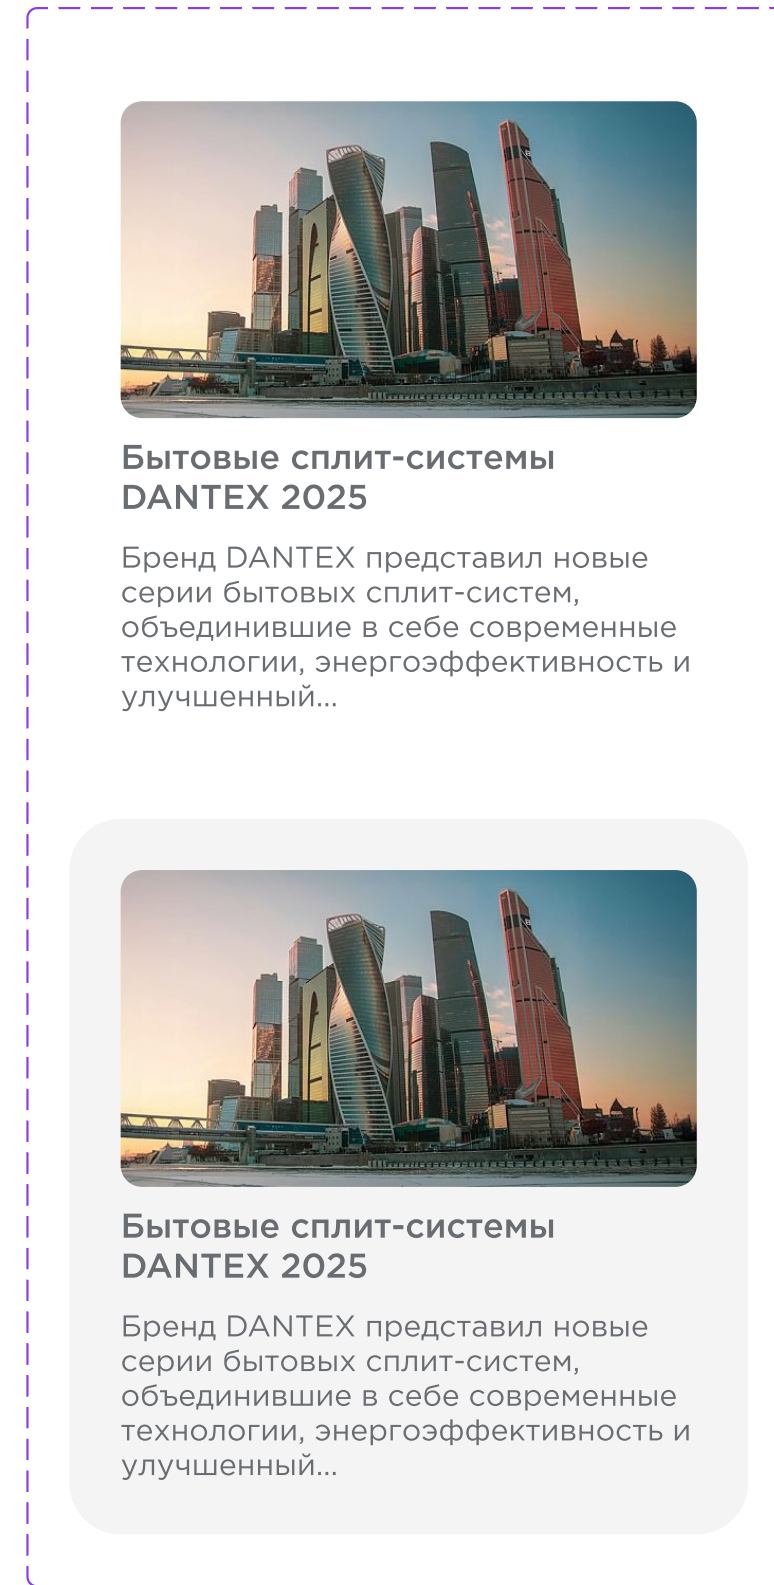 Бытовые сплит-системы
DANTEX 2025
Бренд DANTEX представил новые
серии бытовых сплит-систем,
объединившие в себе современные
технологии, энергоэффективность и
улучшенный...
Бытовые сплит-системы
DANTEX 2025
Бренд DANTEX представил новые
серии бытовых сплит-систем,
объединившие в себе современные
технологии, энергоэффективность и
улучшенный...